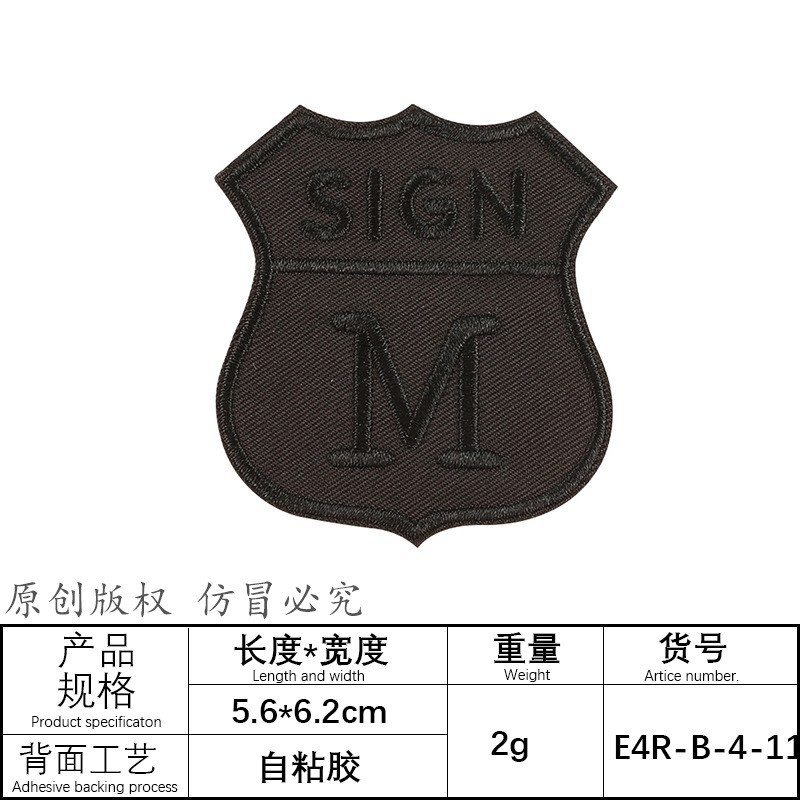 SIGN
M
原创版权 仿冒必究
产品
规格
Product specificaton
长度*宽度
Length and width
重量
Weight
货号
Artice number.
5.6*6.2cm
2g
E4R-B-4-11
背面工艺
Adhesive backing process
自粘胶